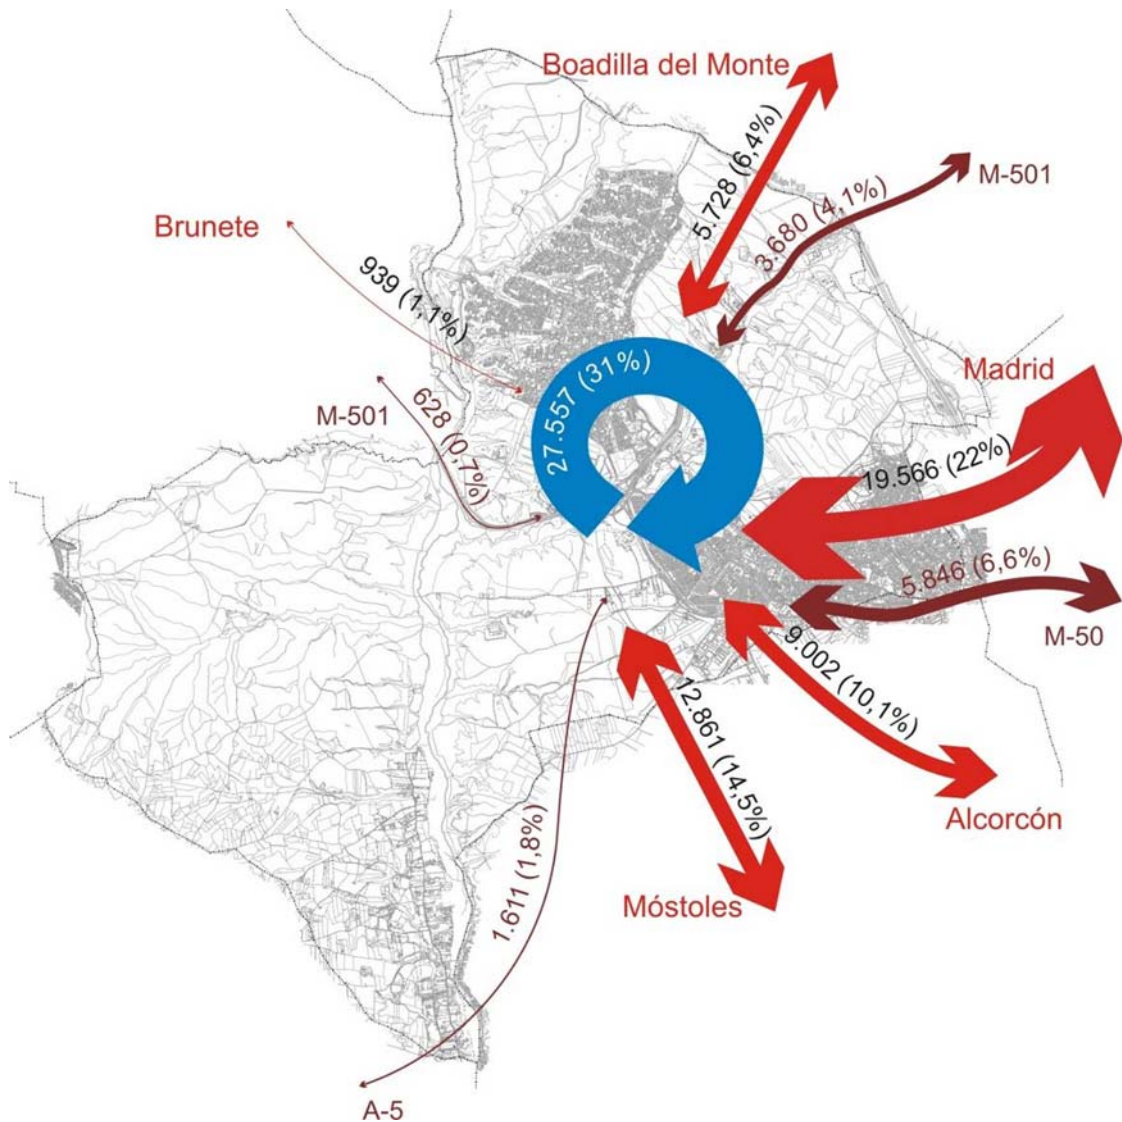 Boadilla del Monte
5.728 (6,4%)
M-501
3.680 (4,1%)
Brunete
939 (1,1%)
27.557 (31%)
Madrid
M-501
628 (0,7%)
19.566 (22%)
5.846 (6,6%)
M-50
9.002 (10,1%)
12.861 (14,5%)
Alcorcón
1.611 (1,8%)
Móstoles
A-5